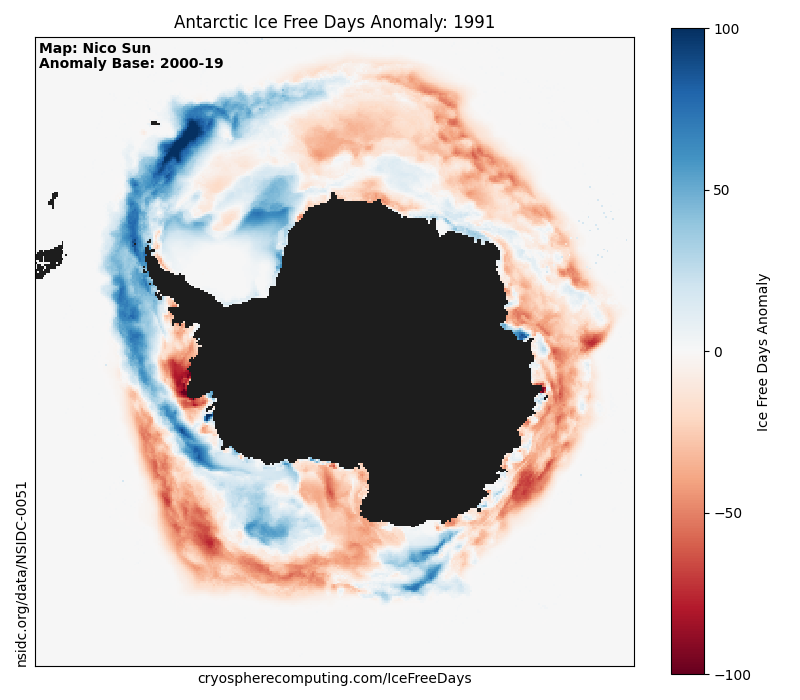 Antarctic Ice Free Days Anomaly: 1991
Map: Nico Sun
Anomaly Base: 2000-19
nsidc.org/data/NSIDC-0051
cryospherecomputing.com/IceFreeDays
100
50
0
−50
−100
Ice Free Days Anomaly